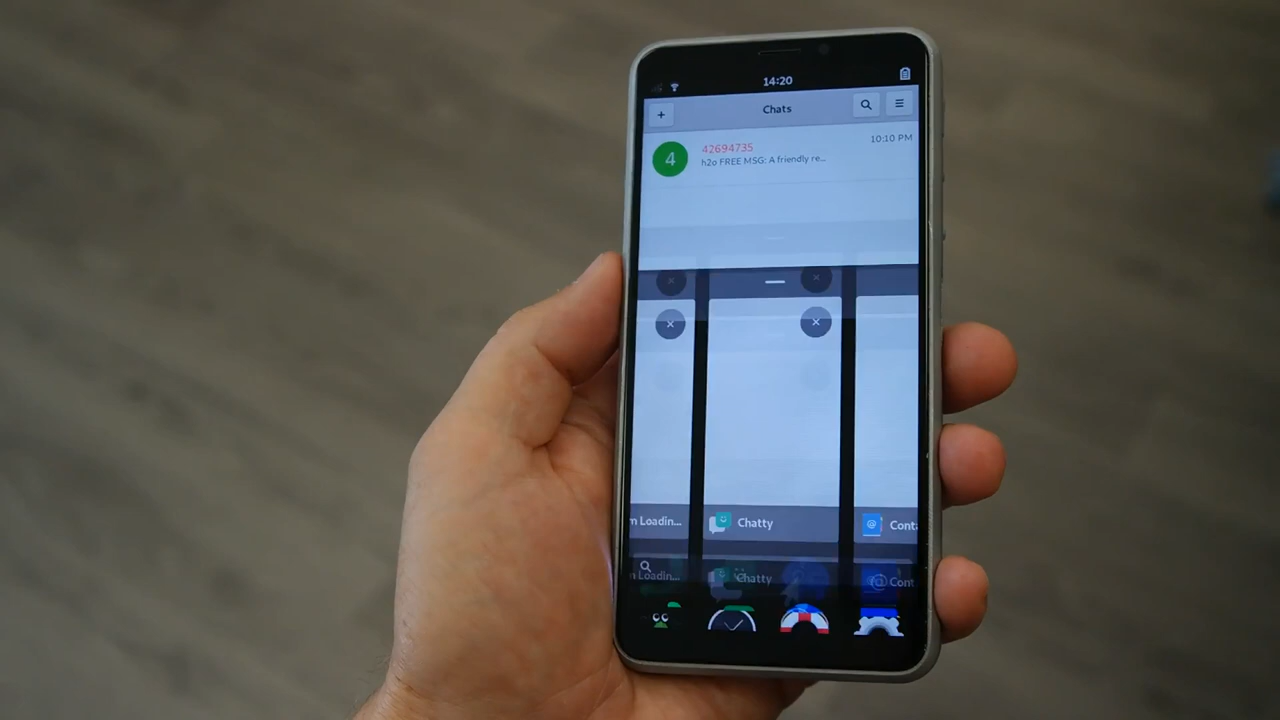 14:20
+ Chats
42694735 10:10 PM
4
h2o FREE MSG: A friendly re...
m Loadin... Chatty Cont
n Loadin... Chatty Cont